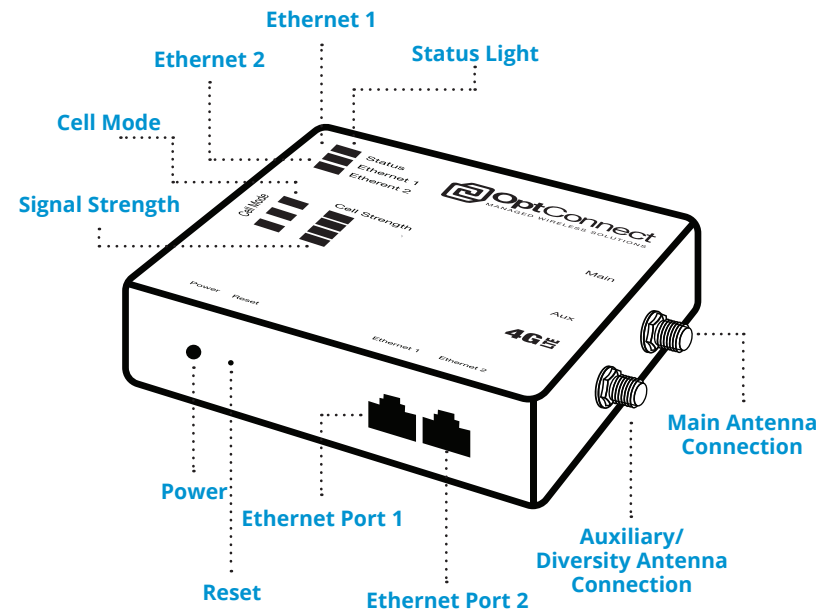 Ethernet 1
Ethernet 2
Status Light
Cell Mode
Signal Strength
Status
Ethernet 1
Etherent 2
Cell Mode
Cell Strength
OptConnect
MANAGED WIRELESS SOLUTIONS
Main
Aux
4G LTE
Power
Reset
Ethernet 1
Ethernet 2
Main Antenna
Connection
Power
Ethernet Port 1
Auxiliary/
Diversity Antenna
Connection
Reset
Ethernet Port 2